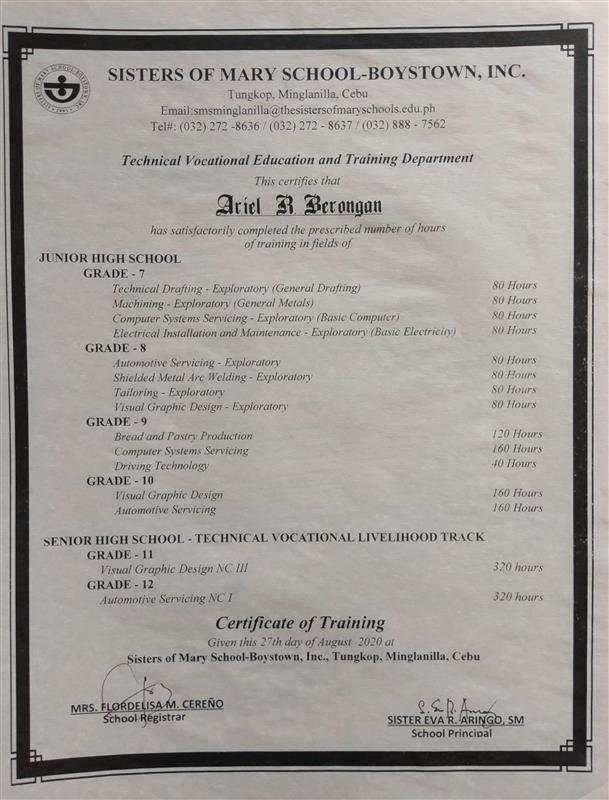 SISTERS OF MARY SCHOOL-BOYSTOWN, INC.
Tungkop, Minglanilla, Cebu
Email:smsminglanilla@thesistersofmaryschools.edu.ph
Tel#: (032) 272 -8636 / (032) 272 - 8637 / (032) 888 - 7562
Technical Vocational Education and Training Department
This certifies that
Ariel R Berongan
has satisfactorily completed the prescribed number of hours
of training in fields of
JUNIOR HIGH SCHOOL
GRADE - 7
Technical Drafting - Exploratory (General Drafting) 80 Hours
Machining - Exploratory (General Metals) 80 Hours
Computer Systems Servicing - Exploratory (Basic Computer) 80 Hours
Electrical Installation and Maintenance - Exploratory (Basic Electricity) 80 Hours
GRADE - 8
Automotive Servicing - Exploratory 80 Hours
Shielded Metal Arc Welding - Exploratory 80 Hours
Tailoring - Exploratory 80 Hours
Visual Graphic Design - Exploratory 80 Hours
GRADE - 9
Bread and Pastry Production 120 Hours
Computer Systems Servicing 160 Hours
Driving Technology 40 Hours
GRADE - 10
Visual Graphic Design 160 Hours
Automotive Servicing 160 Hours
SENIOR HIGH SCHOOL - TECHNICAL VOCATIONAL LIVELIHOOD TRACK
GRADE - 11
Visual Graphic Design NC III 320 hours
GRADE - 12
Automotive Servicing NC I 320 hours
Certificate of Training
Given this 27th day of August 2020 at
Sisters of Mary School-Boystown, Inc., Tungkop, Minglanilla, Cebu
MRS. FLORDELISA M. CEREÑO
School Registrar
SISTER EVA R. ARINGO, SM
School Principal